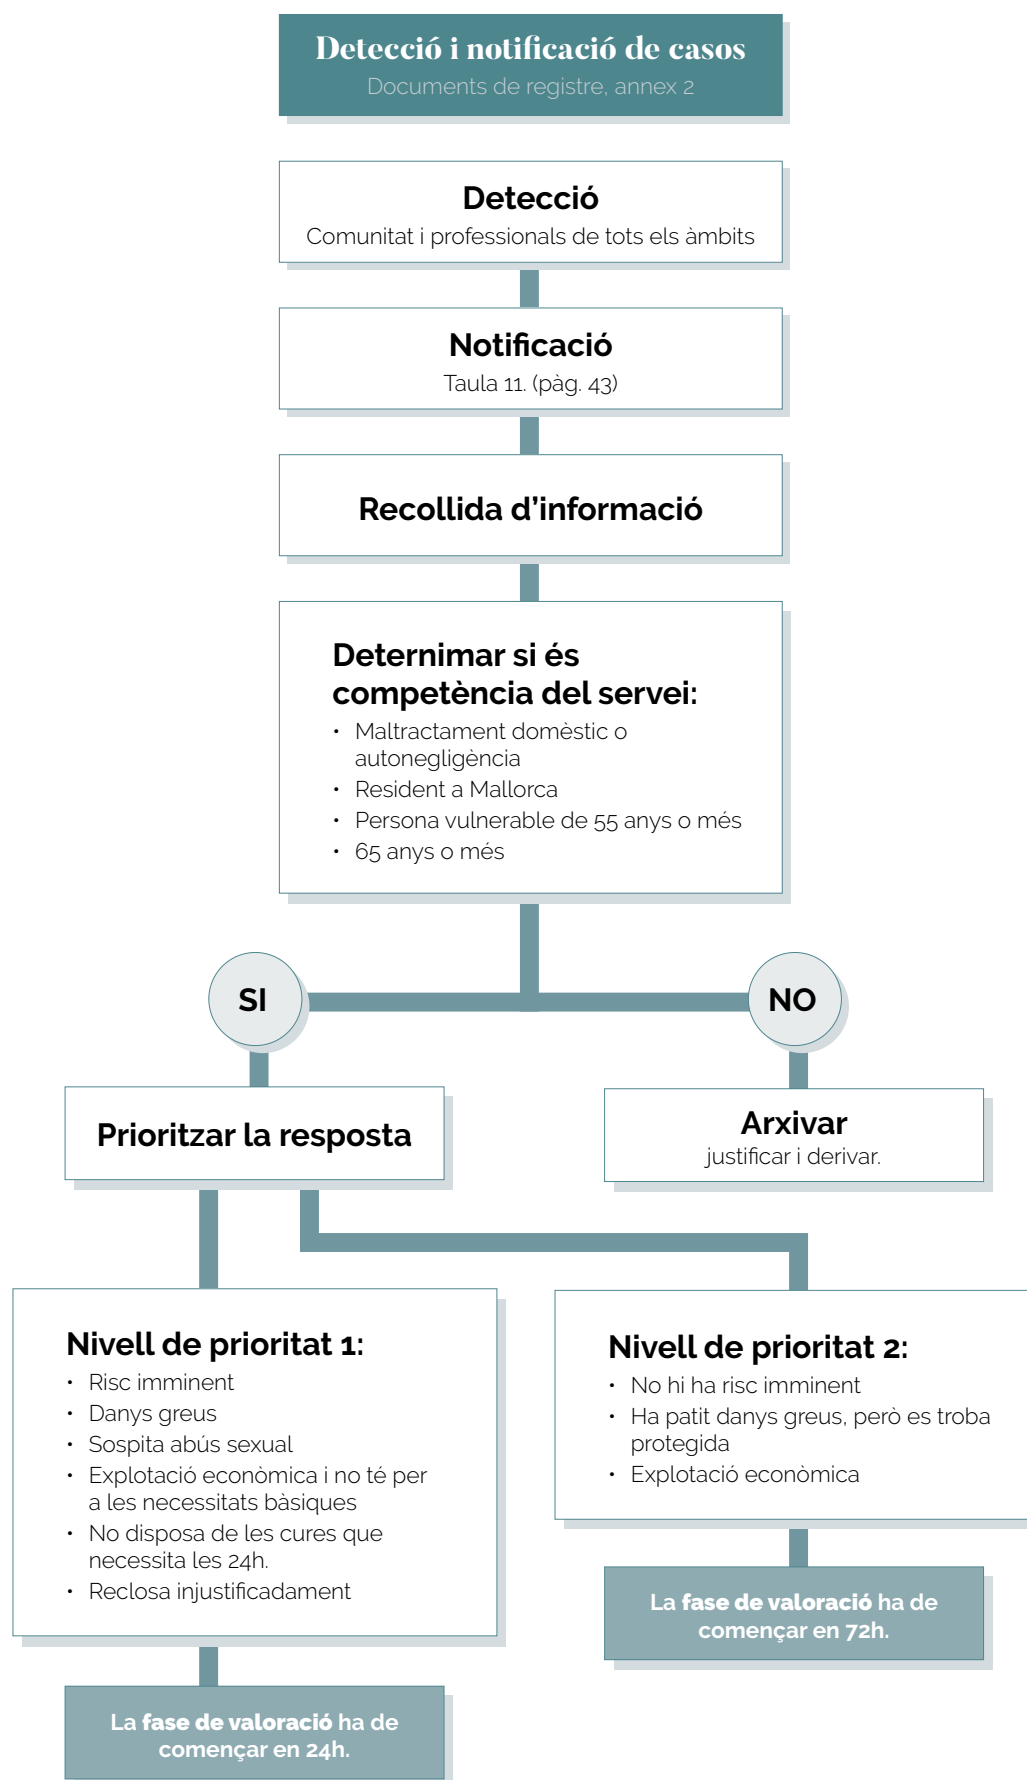 Detecció i notificació de casos
Documents de registre, annex 2
Detecció
Comunitat i professionals de tots els àmbits
Notificació
Taula 11. (pàg. 43)
Recollida d’informació
Deternimar si és
competència del servei:
• Maltractament domèstic o
autonegligència
• Resident a Mallorca
• Persona vulnerable de 55 anys o més
• 65 anys o més
SI
NO
Prioritzar la resposta
Arxivar
justificar i derivar.
Nivell de prioritat 1:
• Risc imminent
• Danys greus
• Sospita abús sexual
• Explotació econòmica i no té per
a les necessitats bàsiques
• No disposa de les cures que
necessita les 24h.
• Reclosa injustificadament
La fase de valoració ha de
començar en 24h.
Nivell de prioritat 2:
• No hi ha risc imminent
• Ha patit danys greus, però es troba
protegida
• Explotació econòmica
La fase de valoració ha de
començar en 72h.